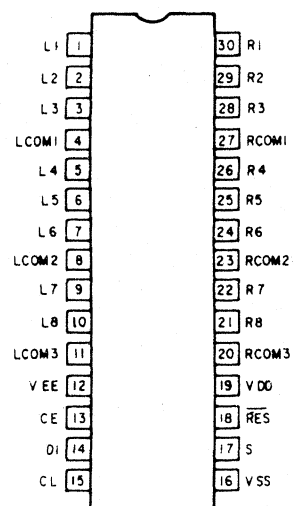 L1 1 30 R1
L2 2 29 R2
L3 3 28 R3
LCOM1 4 27 RCOM1
L4 5 26 R4
L5 6 25 R5
L6 7 24 R6
LCOM2 8 23 RCOM2
L7 9 22 R7
L8 10 21 R8
LCOM3 11 20 RCOM3
VEE 12 19 VDD
CE 13 18 R̅E̅S̅
DI 14 17 S
CL 15 16 VSS